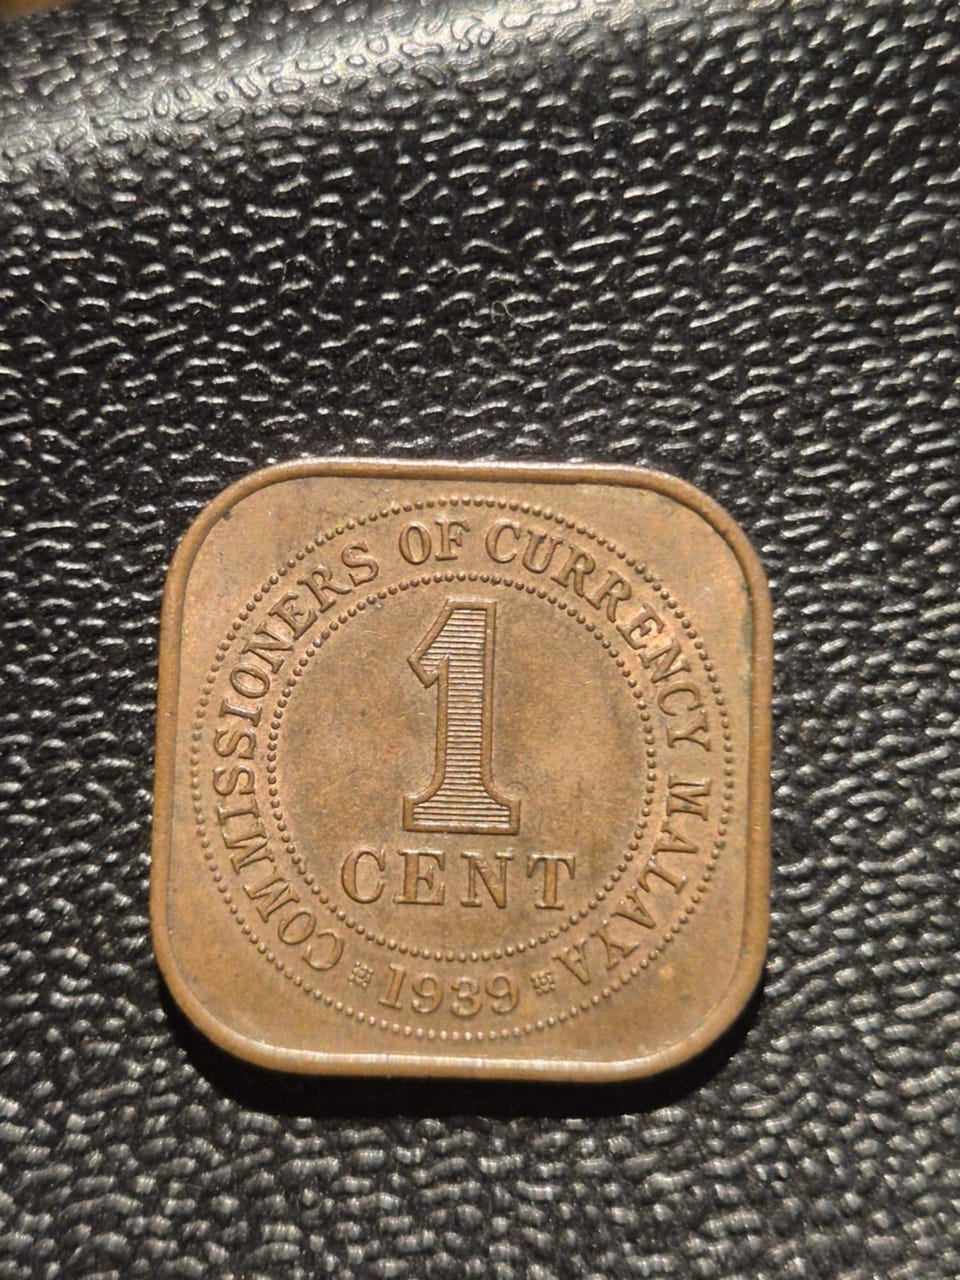 COMMISSIONERS OF CURRENCY MALAYA
1
CENT
1939